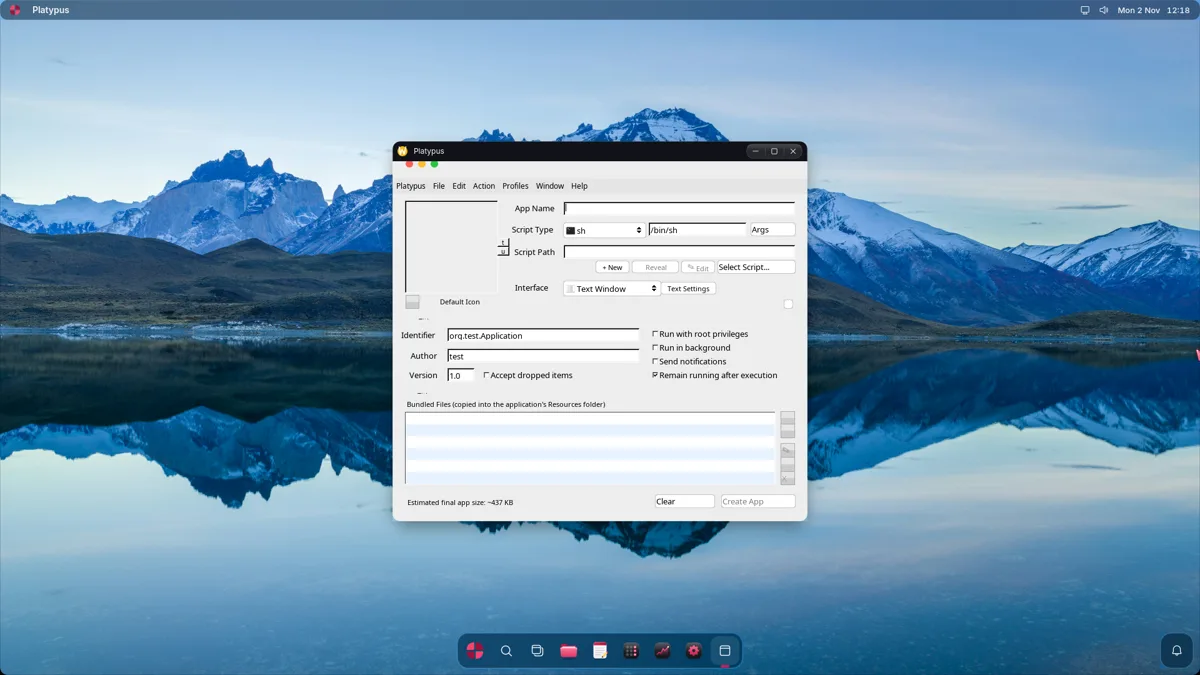 Platypus
Mon 2 Nov 12:18
Platypus
Platypus File Edit Action Profiles Window Help
App Name
Script Type sh /bin/sh Args
Script Path
+ New Reveal Edit Select Script...
Interface Text Window Text Settings
Default Icon
Identifier org.test.Application
Run with root privileges
Run in background
Author test
Send notifications
Version 1.0 Accept dropped items
Remain running after execution
Bundled Files (copied into the application's Resources folder)
Estimated final app size: ~437 KB
Clear Create App